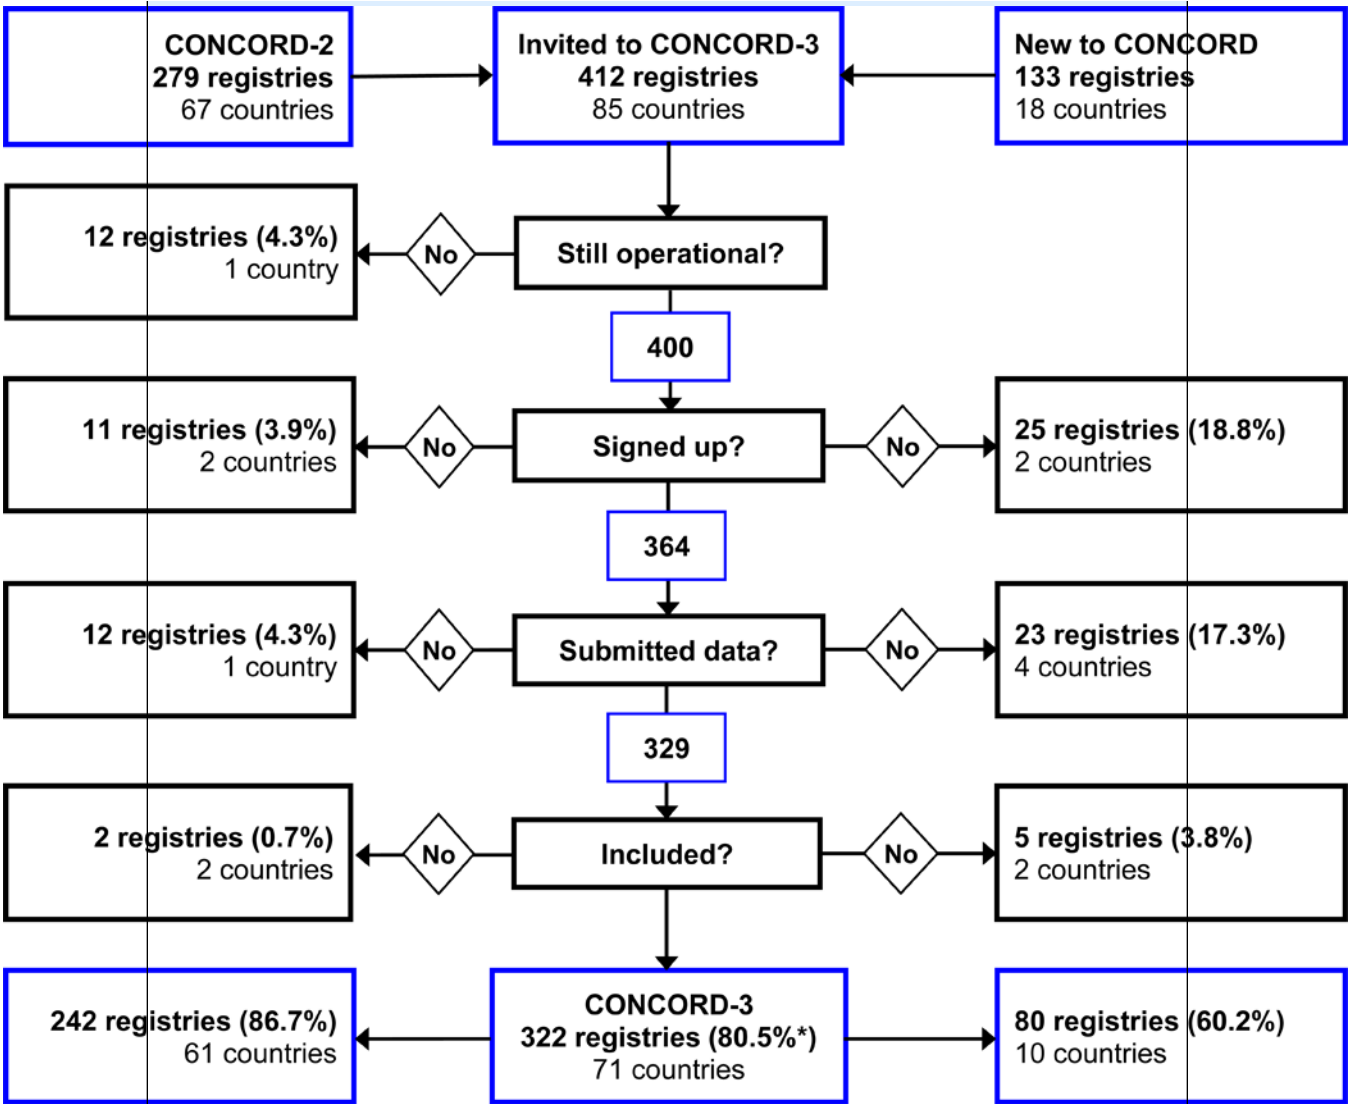 CONCORD-2
279 registries
67 countries
Invited to CONCORD-3
412 registries
85 countries
New to CONCORD
133 registries
18 countries
12 registries (4.3%)
1 country
No
Still operational?
400
11 registries (3.9%)
2 countries
No
Signed up?
No
25 registries (18.8%)
2 countries
364
12 registries (4.3%)
1 country
No
Submitted data?
No
23 registries (17.3%)
4 countries
329
2 registries (0.7%)
2 countries
No
Included?
No
5 registries (3.8%)
2 countries
242 registries (86.7%)
61 countries
CONCORD-3
322 registries (80.5%*)
71 countries
80 registries (60.2%)
10 countries